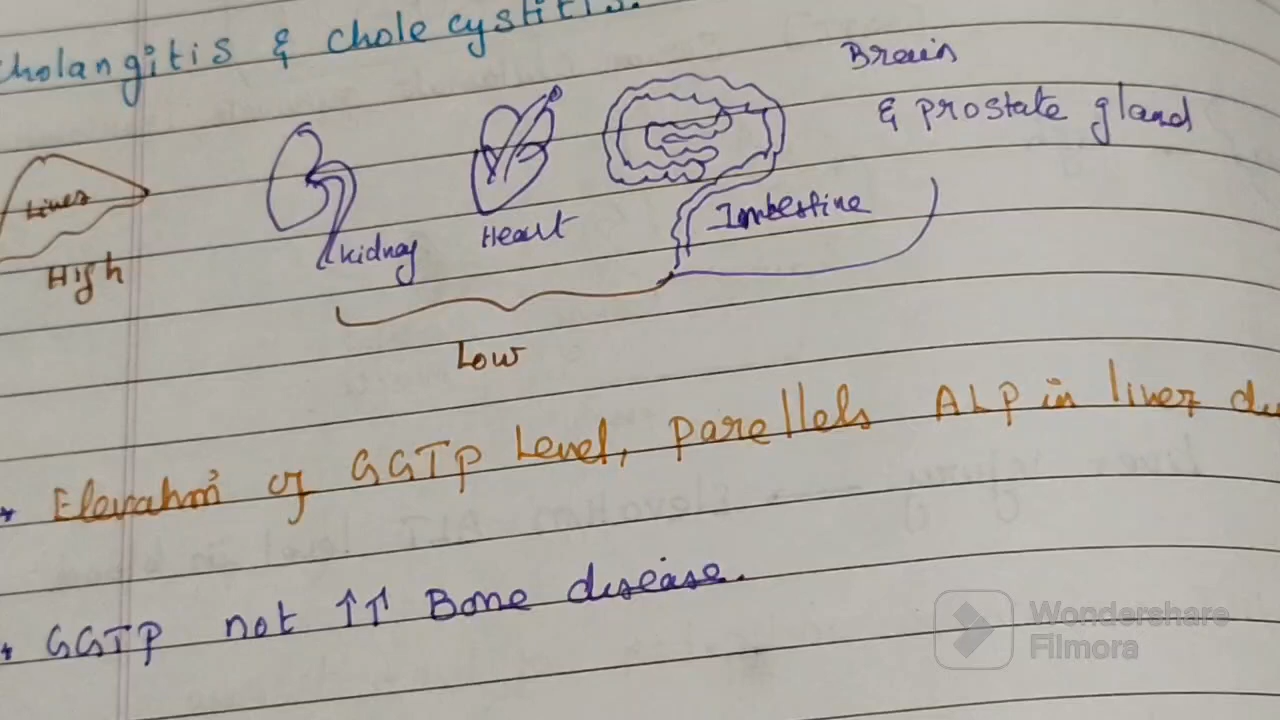 cholangitis & cholecystitis.
Brain
& prostate gland
Liver
Kidney
Heart
Intestine
High
Low
Elevation of GGTP Level, parellels ALP in liver
GGTP not ↑↑ Bone disease.
Wondershare
Filmora